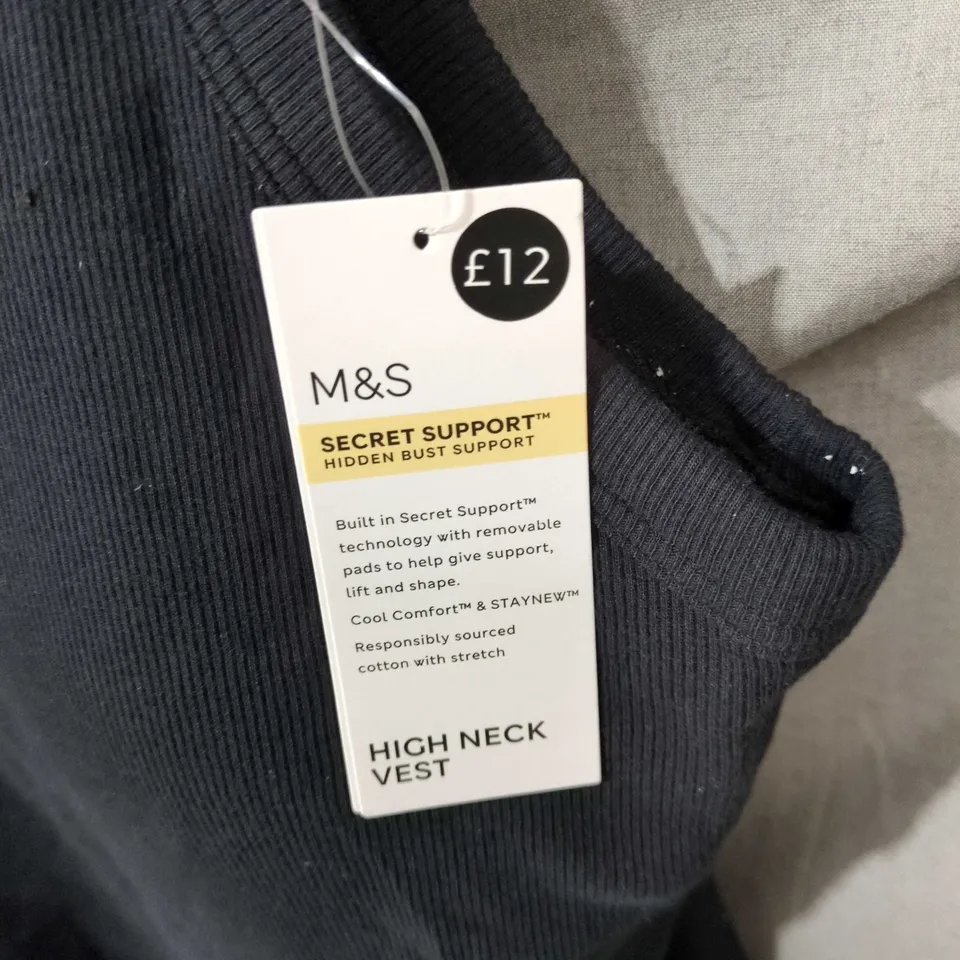 £12
M&S
SECRET SUPPORT™
HIDDEN BUST SUPPORT
Built in Secret Support™
technology with removable
pads to help give support,
lift and shape.
Cool Comfort™ & STAYNEW™
Responsibly sourced
cotton with stretch
HIGH NECK
VEST